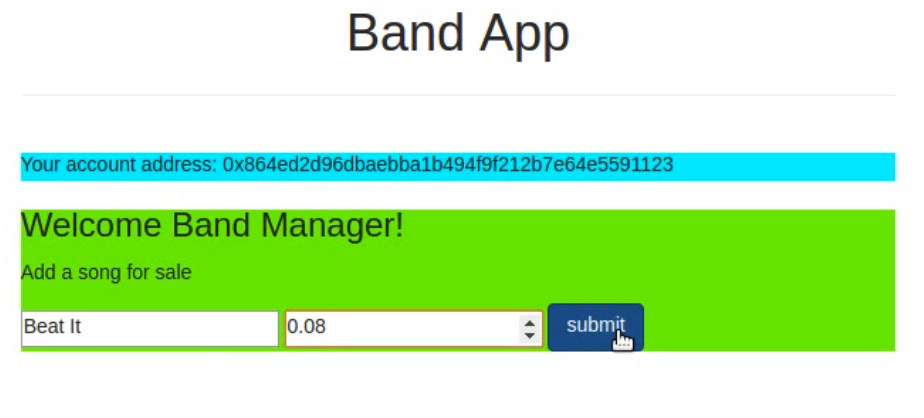 Band App
Your account address: 0x864ed2d96dbaebba1b494f9f212b7e64e5591123
Welcome Band Manager!
Add a song for sale
Beat It 0.08 submit